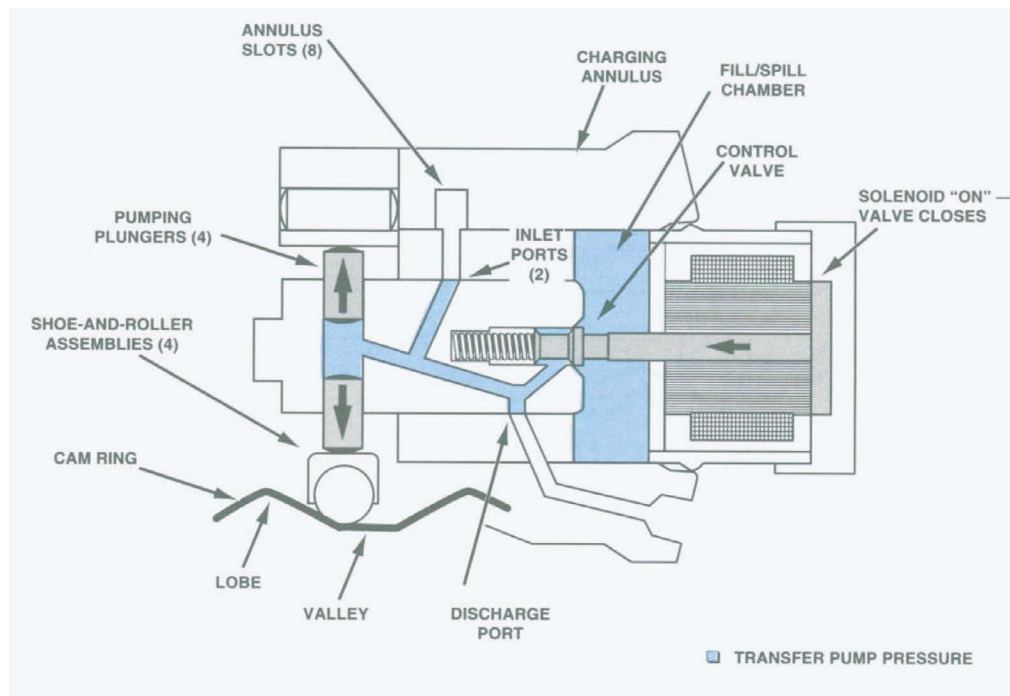 ANNULUS
SLOTS (8)
CHARGING
ANNULUS
FILL/SPILL
CHAMBER
CONTROL
VALVE
SOLENOID “ON”
VALVE CLOSES
PUMPING
PLUNGERS (4)
INLET
PORTS
(2)
SHOE-AND-ROLLER
ASSEMBLIES (4)
CAM RING
LOBE
VALLEY
DISCHARGE
PORT
TRANSFER PUMP PRESSURE